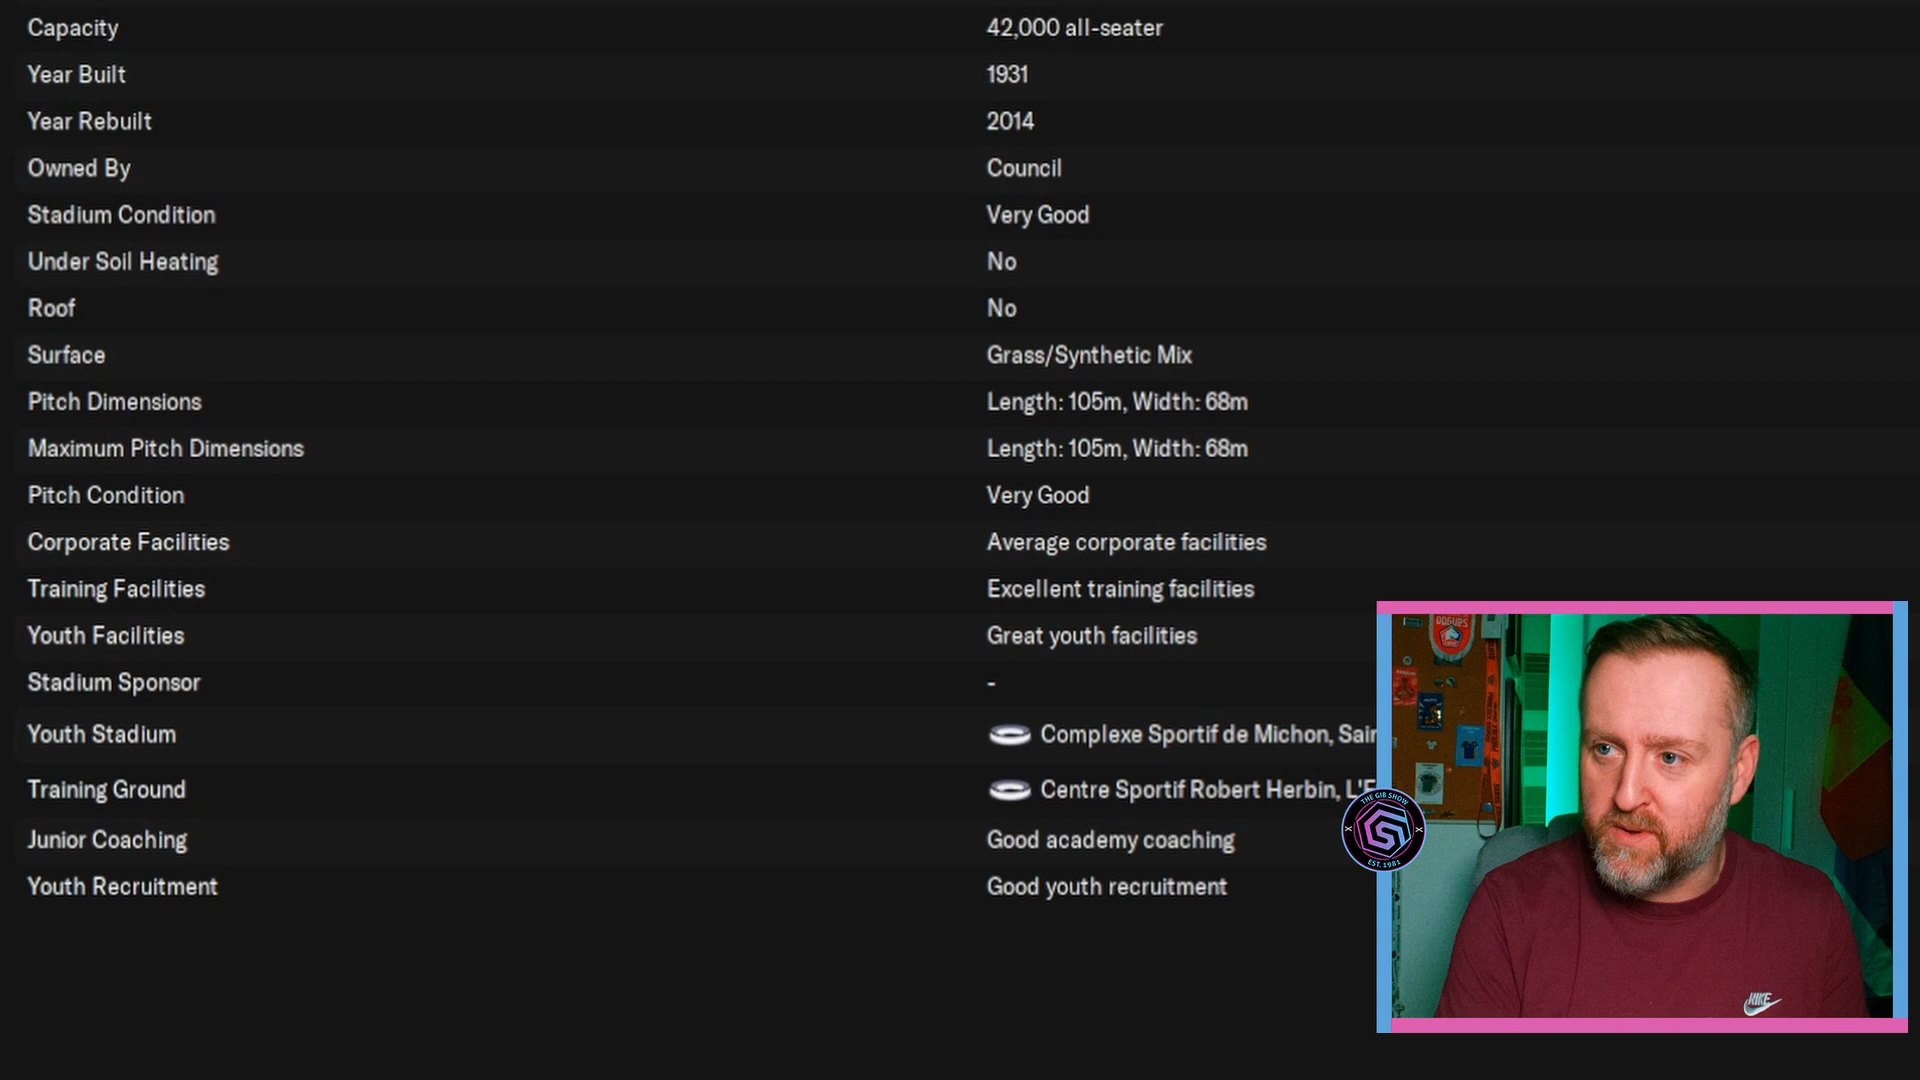 Capacity 42,000 all-seater
Year Built 1931
Year Rebuilt 2014
Owned By Council
Stadium Condition Very Good
Under Soil Heating No
Roof No
Surface Grass/Synthetic Mix
Pitch Dimensions Length: 105m, Width: 68m
Maximum Pitch Dimensions Length: 105m, Width: 68m
Pitch Condition Very Good
Corporate Facilities Average corporate facilities
Training Facilities Excellent training facilities
Youth Facilities Great youth facilities
Stadium Sponsor -
Youth Stadium Complexe Sportif de Michon,
Training Ground Centre Sportif Robert Herbin,
Junior Coaching Good academy coaching
Youth Recruitment Good youth recruitment
THE GIB SHOW
X X
EST. 1981
NIKE